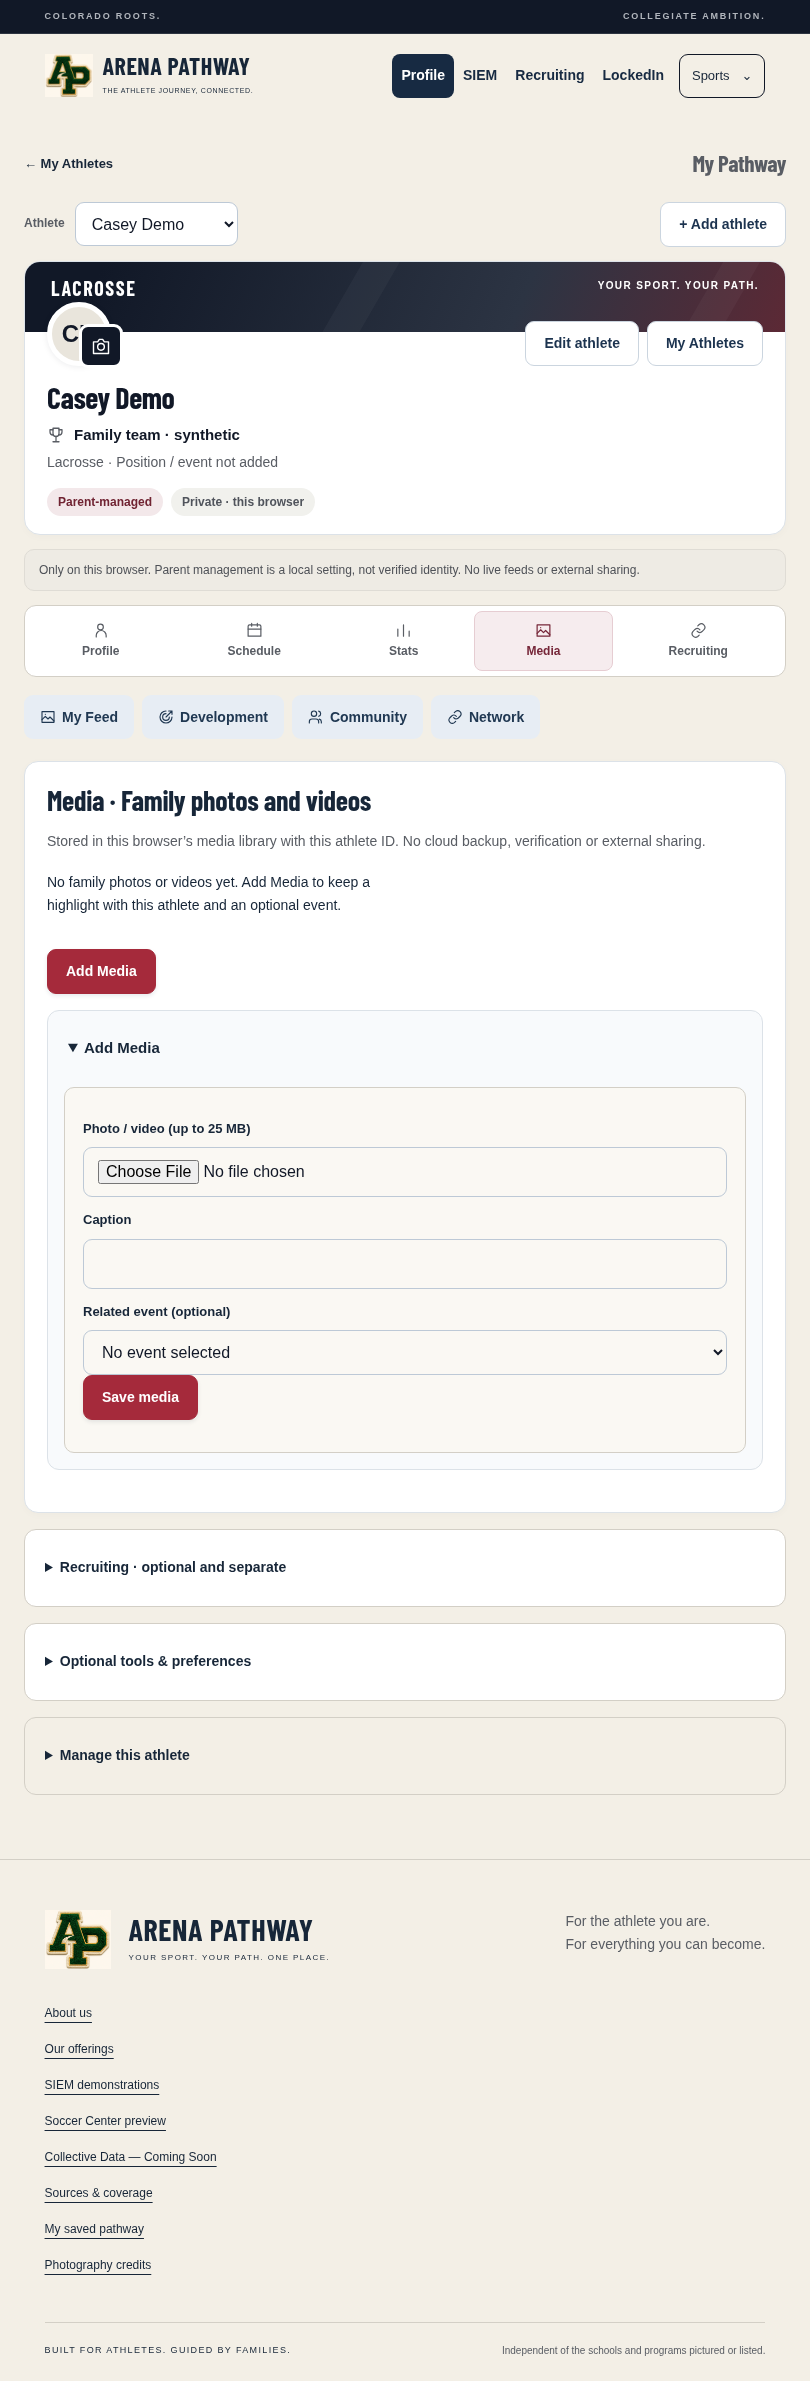 COLORADO ROOTS.
COLLEGIATE AMBITION.
AP
ARENA PATHWAY
THE ATHLETE JOURNEY, CONNECTED.
Profile
SIEM
Recruiting
LockedIn
Sports
← My Athletes
My Pathway
Athlete
Casey Demo
+ Add athlete
LACROSSE
YOUR SPORT. YOUR PATH.
Edit athlete
My Athletes
Casey Demo
Family team · synthetic
Lacrosse · Position / event not added
Parent-managed
Private · this browser
Only on this browser. Parent management is a local setting, not verified identity. No live feeds or external sharing.
Profile
Schedule
Stats
Media
Recruiting
My Feed
Development
Community
Network
Media · Family photos and videos
Stored in this browser’s media library with this athlete ID. No cloud backup, verification or external sharing.
No family photos or videos yet. Add Media to keep a
highlight with this athlete and an optional event.
Add Media
▼ Add Media
Photo / video (up to 25 MB)
Choose File No file chosen
Caption
Related event (optional)
No event selected
Save media
▶ Recruiting · optional and separate
▶ Optional tools & preferences
▶ Manage this athlete
AP
ARENA PATHWAY
YOUR SPORT. YOUR PATH. ONE PLACE.
For the athlete you are.
For everything you can become.
About us
Our offerings
SIEM demonstrations
Soccer Center preview
Collective Data — Coming Soon
Sources & coverage
My saved pathway
Photography credits
BUILT FOR ATHLETES. GUIDED BY FAMILIES.
Independent of the schools and programs pictured or listed.